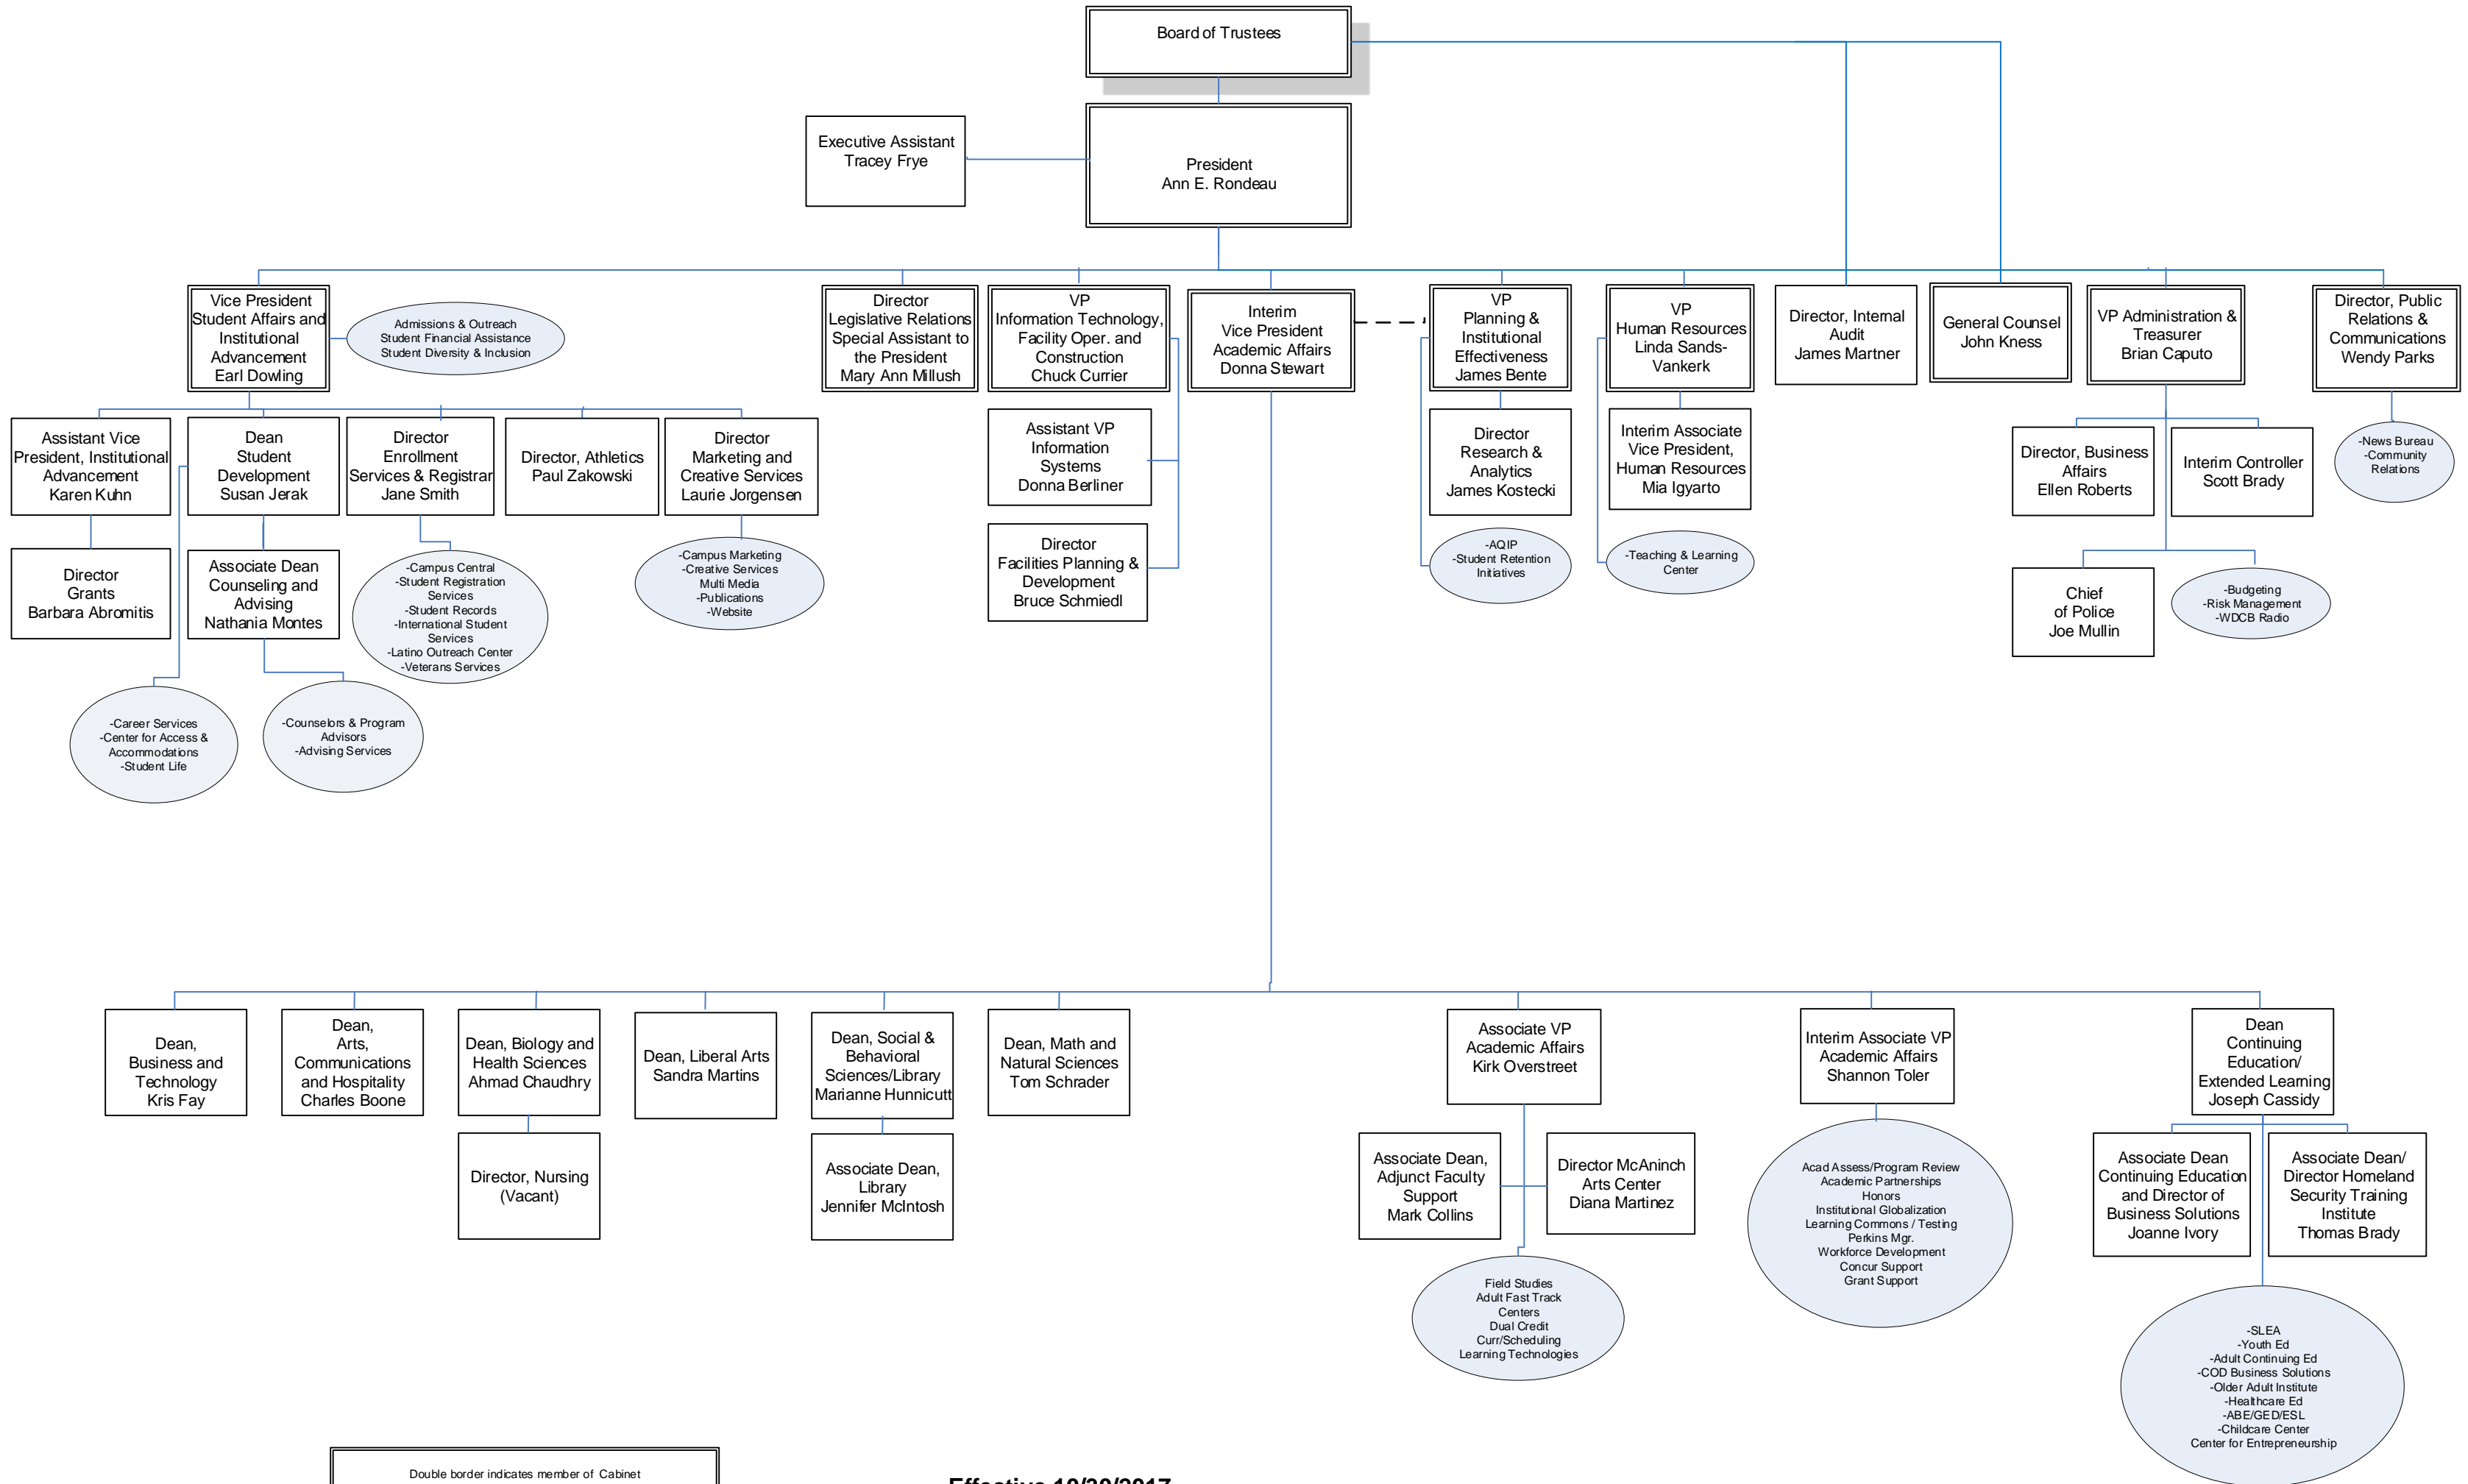 Board of Trustees
Executive Assistant
Tracey Frye
President
Ann E. Rondeau
Vice President
Student Affairs and
Institutional
Advancement
Earl Dowling
Admissions & Outreach
Student Financial Assistance
Student Diversity & Inclusion
Director
Legislative Relations
Special Assistant to
the President
Mary Ann Millush
VP
Information Technology,
Facility Oper. and
Construction
Chuck Currier
Interim
Vice President
Academic Affairs
Donna Stewart
VP
Planning &
Institutional
Effectiveness
James Bente
VP
Human Resources
Linda Sands-
Vankerk
Director, Internal
Audit
James Martner
General Counsel
John Kness
VP Administration &
Treasurer
Brian Caputo
Director, Public
Relations &
Communications
Wendy Parks
Assistant Vice
President, Institutional
Advancement
Karen Kuhn
Dean
Student
Development
Susan Jerak
Director
Enrollment
Services & Registrar
Jane Smith
Director, Athletics
Paul Zakowski
Director
Marketing and
Creative Services
Laurie Jorgensen
Assistant VP
Information
Systems
Donna Berliner
Director
Research &
Analytics
James Kostecki
Interim Associate
Vice President,
Human Resources
Mia Igyarto
Director, Business
Affairs
Ellen Roberts
Interim Controller
Scott Brady
-News Bureau
-Community
Relations
Director
Grants
Barbara Abromitis
Associate Dean
Counseling and
Advising
Nathania Montes
-Campus Central
-Student Registration
Services
-Student Records
-International Student
Services
-Latino Outreach Center
-Veterans Services
-Campus Marketing
-Creative Services
Multi Media
-Publications
-Website
Director
Facilities Planning &
Development
Bruce Schmiedl
-AQIP
-Student Retention
Initiatives
-Teaching & Learning
Center
Chief
of Police
Joe Mullin
-Budgeting
-Risk Management
-WDCB Radio
-Career Services
-Center for Access &
Accommodations
-Student Life
-Counselors & Program
Advisors
-Advising Services
Dean,
Business and
Technology
Kris Fay
Dean,
Arts,
Communications
and Hospitality
Charles Boone
Dean, Biology and
Health Sciences
Ahmad Chaudhry
Dean, Liberal Arts
Sandra Martins
Dean, Social &
Behavioral
Sciences/Library
Marianne Hunnicutt
Dean, Math and
Natural Sciences
Tom Schrader
Associate VP
Academic Affairs
Kirk Overstreet
Interim Associate VP
Academic Affairs
Shannon Toler
Dean
Continuing
Education/
Extended Learning
Joseph Cassidy
Director, Nursing
(Vacant)
Associate Dean,
Library
Jennifer McIntosh
Associate Dean,
Adjunct Faculty
Support
Mark Collins
Director McAninch
Arts Center
Diana Martinez
Acad Assess/Program Review
Academic Partnerships
Honors
Institutional Globalization
Learning Commons / Testing
Perkins Mgr.
Workforce Development
Concur Support
Grant Support
Associate Dean
Continuing Education
and Director of
Business Solutions
Joanne Ivory
Associate Dean/
Director Homeland
Security Training
Institute
Thomas Brady
Field Studies
Adult Fast Track
Centers
Dual Credit
Curr/Scheduling
Learning Technologies
-SLEA
-Youth Ed
-Adult Continuing Ed
-COD Business Solutions
-Older Adult Institute
-Healthcare Ed
-ABE/GED/ESL
-Childcare Center
Center for Entrepreneurship
Double border indicates member of Cabinet
Effective 10/30/2017